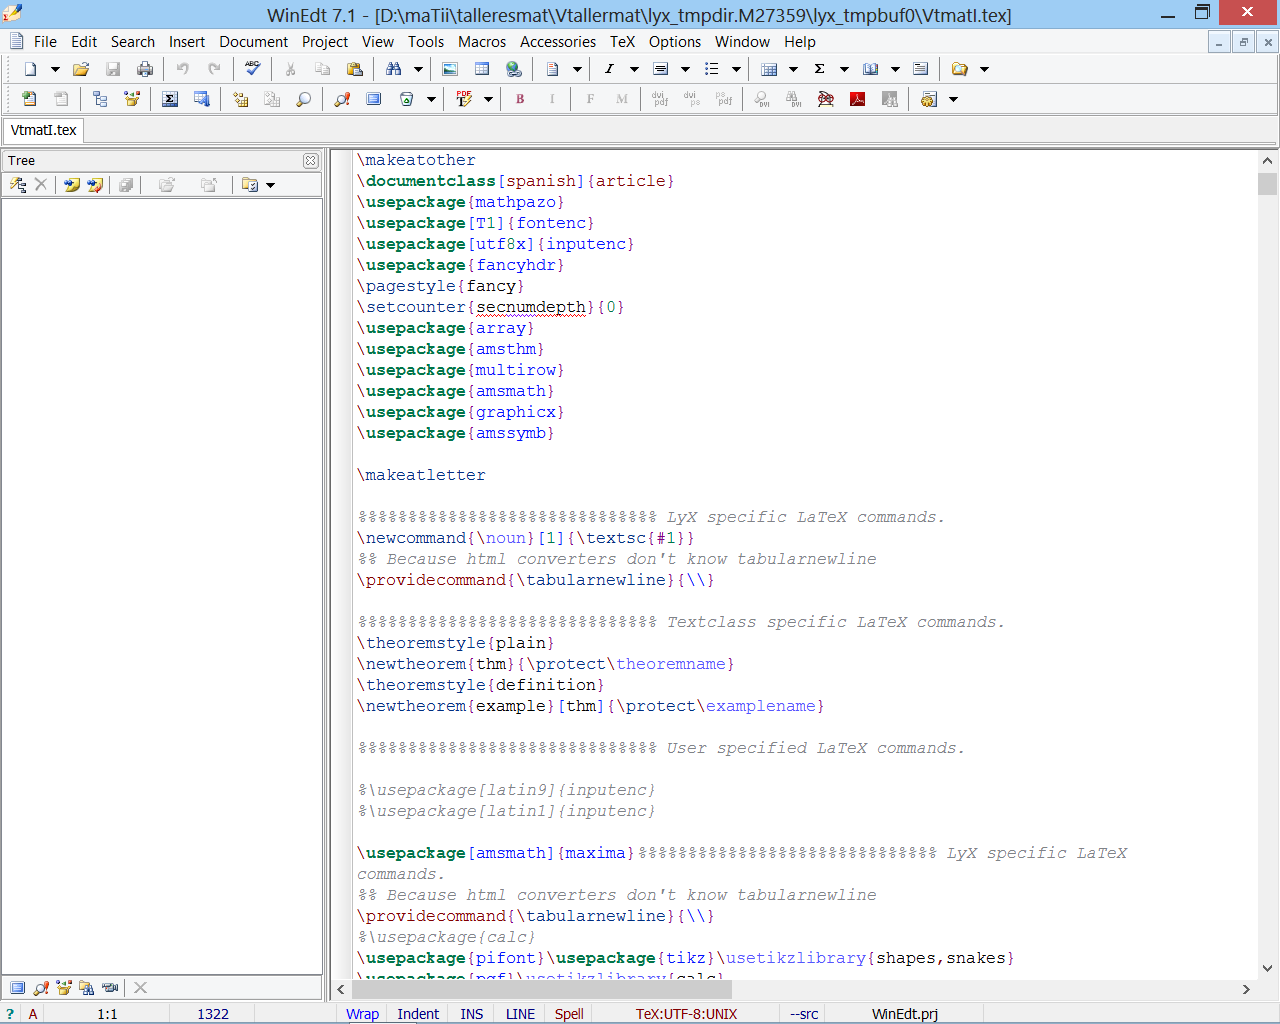 WinEdt 7.1 - [D:\maTii\talleresmat\Vtallermat\lyx_tmpdir.M27359\lyx_tmpbuf0\VtmatI.tex]
File Edit Search Insert Document Project View Tools Macros Accessories TeX Options Window Help
VtmatI.tex
Tree
\makeatother
\documentclass[spanish]{article}
\usepackage{mathpazo}
\usepackage[T1]{fontenc}
\usepackage[utf8x]{inputenc}
\usepackage{fancyhdr}
\pagestyle{fancy}
\setcounter{secnumdepth}{0}
\usepackage{array}
\usepackage{amsthm}
\usepackage{multirow}
\usepackage{amsmath}
\usepackage{graphicx}
\usepackage{amssymb}
\makeatletter
%%%%%%%%%%%%%%%%%%%%%%%%%%%%%% LyX specific LaTeX commands.
\newcommand{\noun}[1]{\textsc{#1}}
%% Because html converters don't know tabularnewline
\providecommand{\tabularnewline}{\\}
%%%%%%%%%%%%%%%%%%%%%%%%%%%%%% Textclass specific LaTeX commands.
\theoremstyle{plain}
\newtheorem{thm}{\protect\theoremname}
\theoremstyle{definition}
\newtheorem{example}[thm]{\protect\examplename}
%%%%%%%%%%%%%%%%%%%%%%%%%%%%%% User specified LaTeX commands.
%\usepackage[latin9]{inputenc}
%\usepackage[latin1]{inputenc}
\usepackage[amsmath]{maxima}%%%%%%%%%%%%%%%%%%%%%%%%%%%%%% LyX specific LaTeX
commands.
%% Because html converters don't know tabularnewline
\providecommand{\tabularnewline}{\\}
%\usepackage{calc}
\usepackage{pifont}\usepackage{tikz}\usetikzlibrary{shapes,snakes}
\usepackage{pgf}\usetikzlibrary{calc}
? A 1:1 1322 Wrap Indent INS LINE Spell TeX:UTF-8:UNIX --src WinEdt.prj